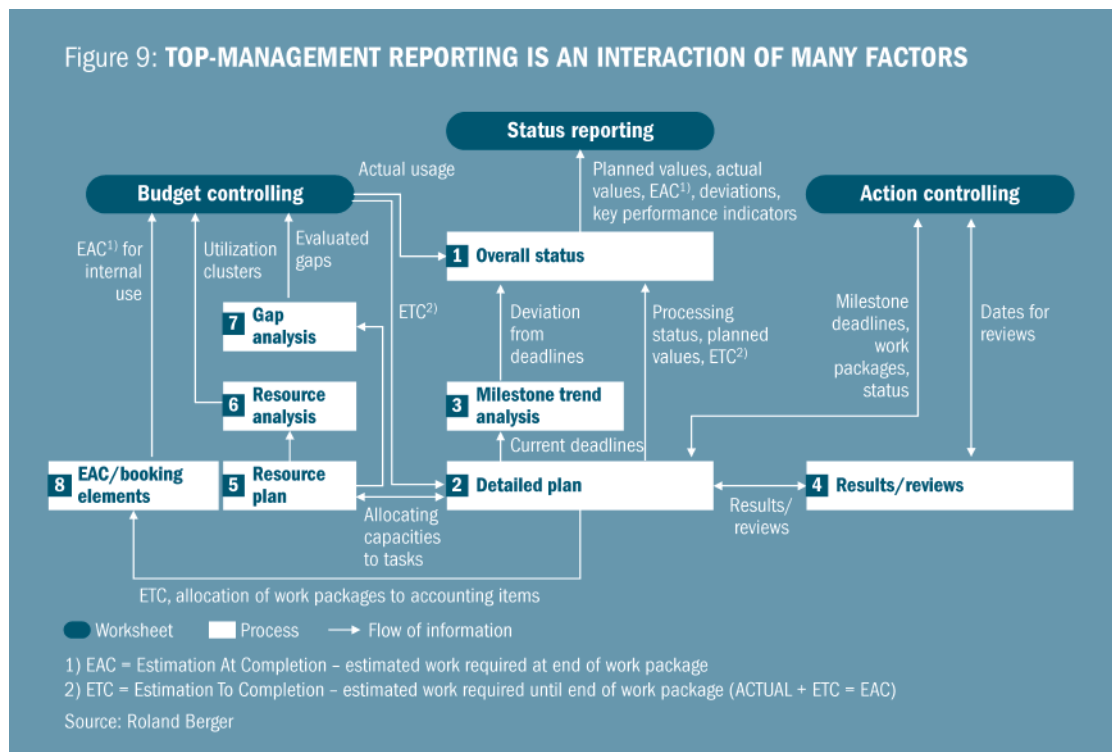 Figure 9: TOP-MANAGEMENT REPORTING IS AN INTERACTION OF MANY FACTORS
Status reporting
Actual usage
Planned values, actual
values, EAC1), deviations,
key performance indicators
Budget controlling
Action controlling
EAC1) for
internal
use
Utilization
clusters
Evaluated
gaps
1 Overall status
7 Gap
analysis
ETC2)
Deviation
from
deadlines
Processing
status, planned
values, ETC2)
Milestone
deadlines,
work
packages,
status
Dates for
reviews
6 Resource
analysis
3 Milestone trend
analysis
Current deadlines
8 EAC/booking
elements
5 Resource
plan
2 Detailed plan
4 Results/reviews
Allocating
capacities
to tasks
Results/
reviews
ETC, allocation of work packages to accounting items
Worksheet
Process
Flow of information
1) EAC = Estimation At Completion – estimated work required at end of work package
2) ETC = Estimation To Completion – estimated work required until end of work package (ACTUAL + ETC = EAC)
Source: Roland Berger